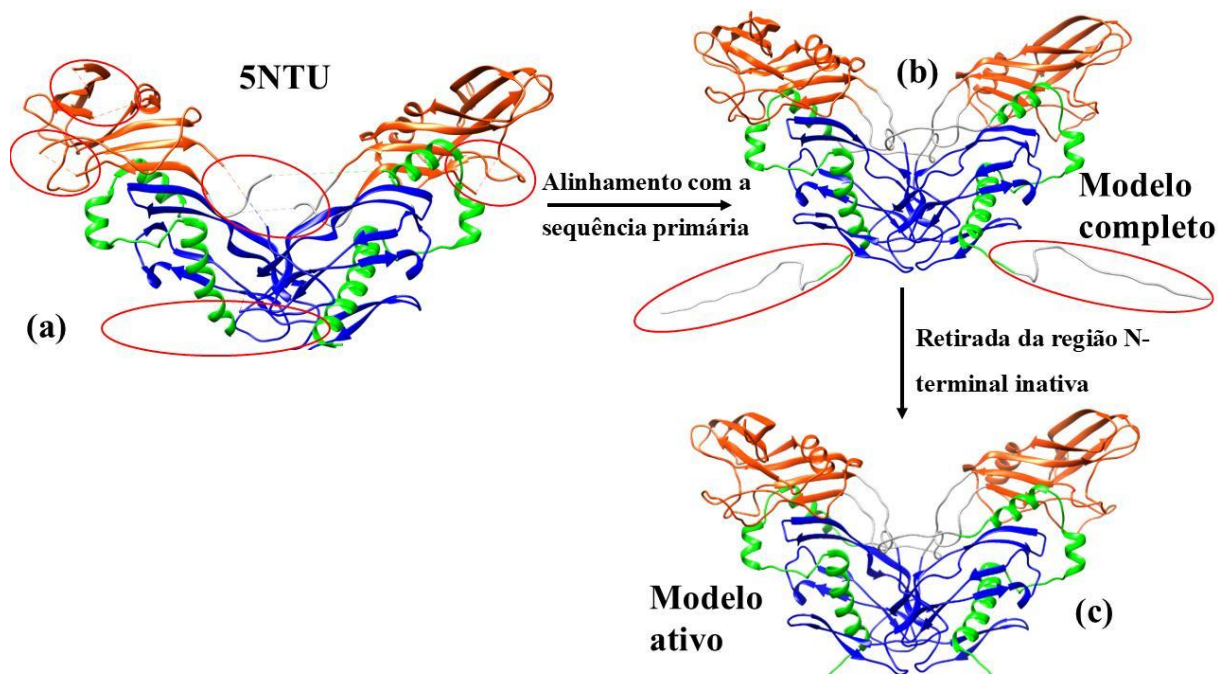 5NTU
(a)
Alinhamento com a
sequência primária
(b)
Modelo
completo
Retirada da região N-
terminal inativa
Modelo
ativo
(c)